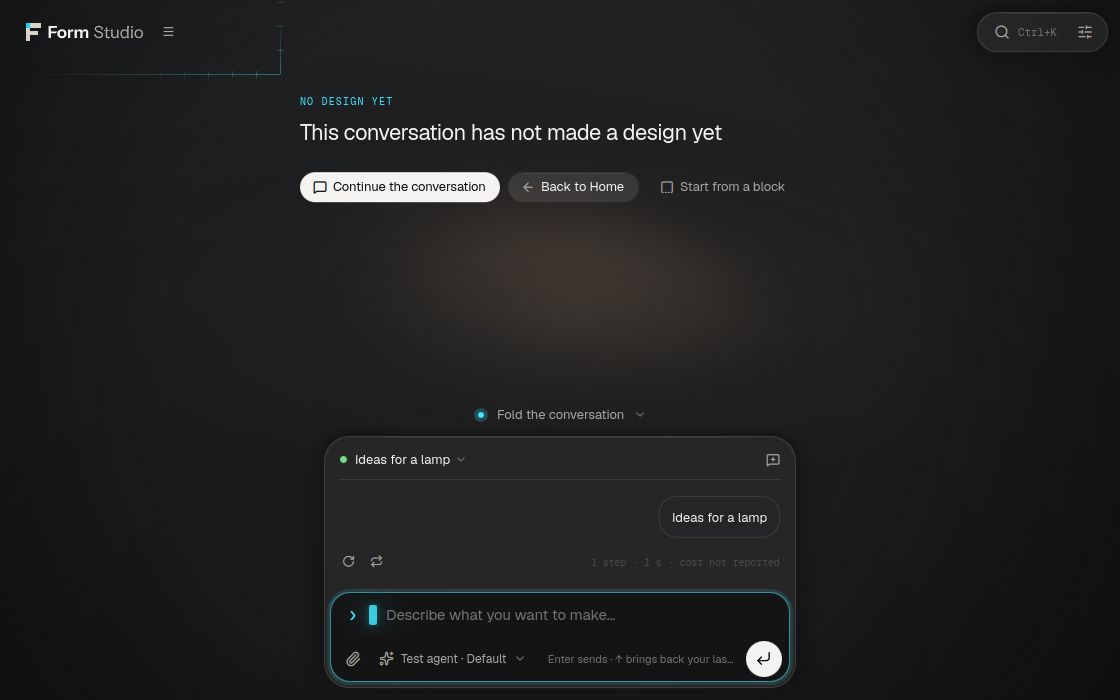 Form Studio
Ctrl+K
NO DESIGN YET
This conversation has not made a design yet
Continue the conversation
Back to Home
Start from a block
Fold the conversation
Ideas for a lamp
Ideas for a lamp
1 step · 1 s · cost not reported
Describe what you want to make…
Test agent · Default
Enter sends · ↑ brings back your las…